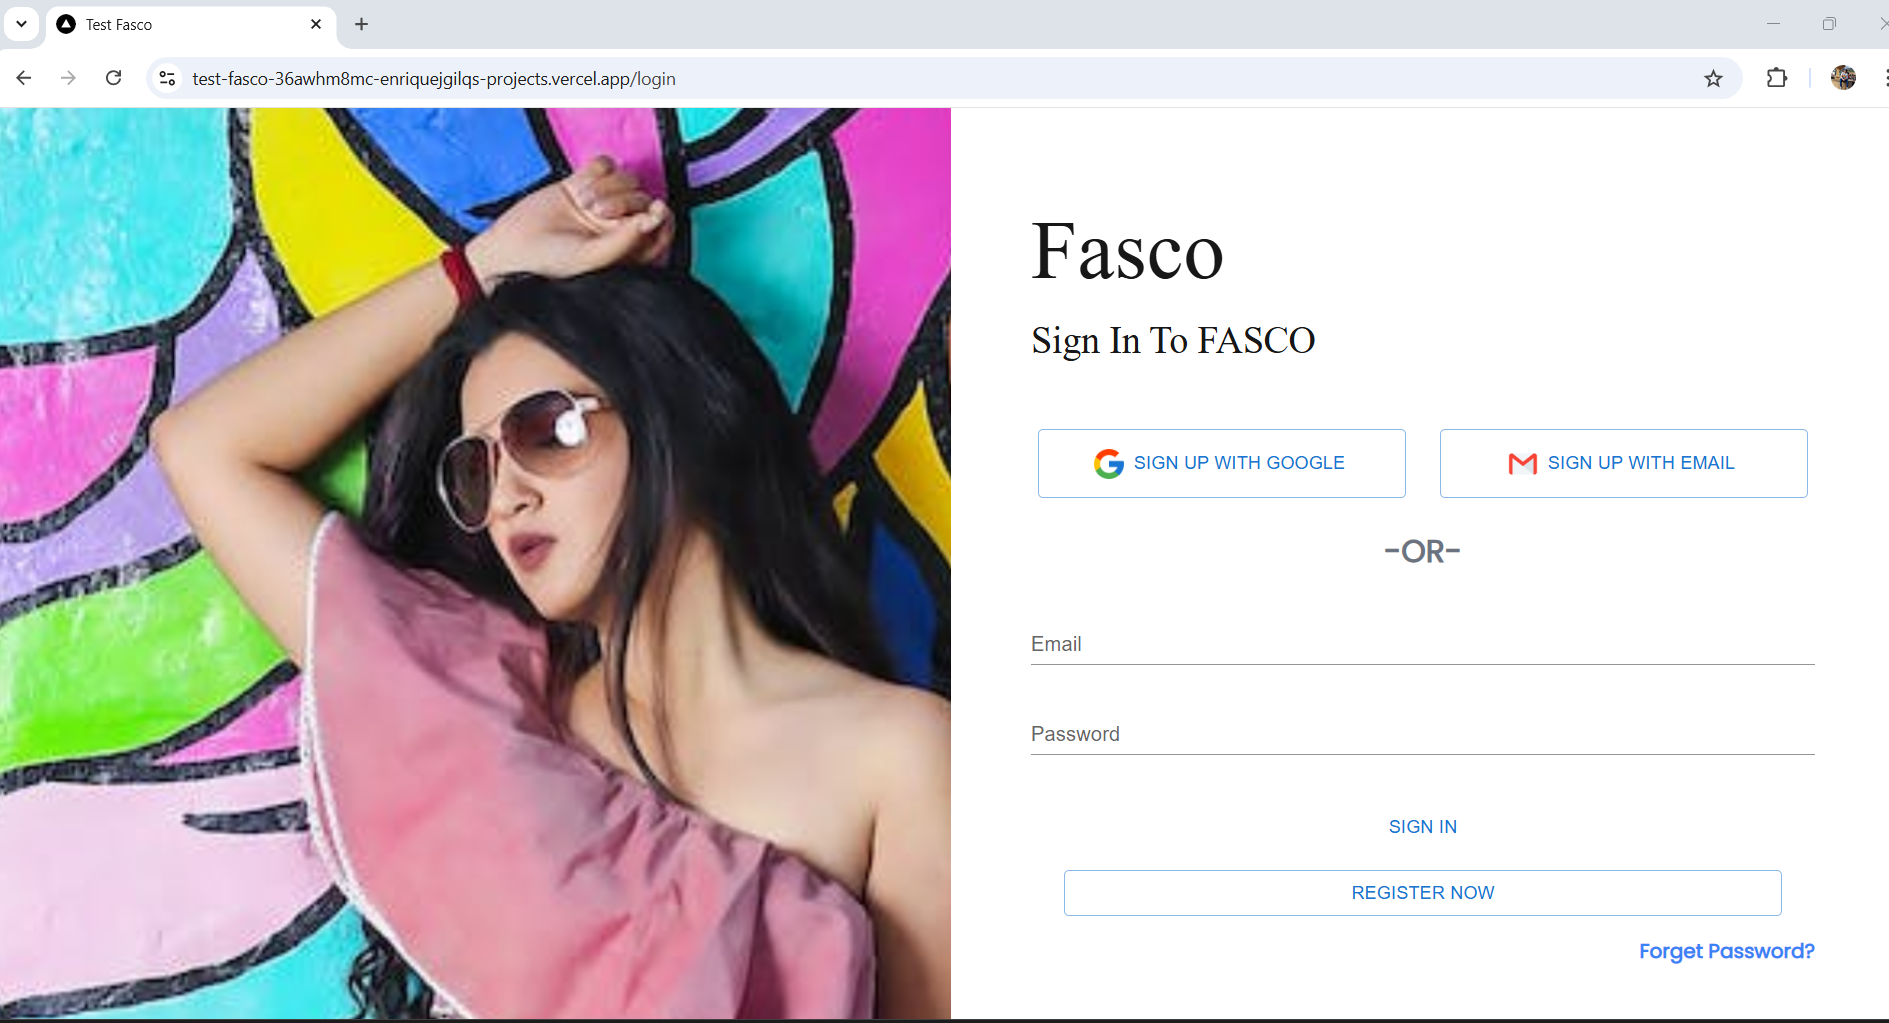 Test Fasco
test-fasco-36awhm8mc-enriquejgilqs-projects.vercel.app/login
Fasco
Sign In To FASCO
SIGN UP WITH GOOGLE
SIGN UP WITH EMAIL
-OR-
Email
Password
SIGN IN
REGISTER NOW
Forget Password?